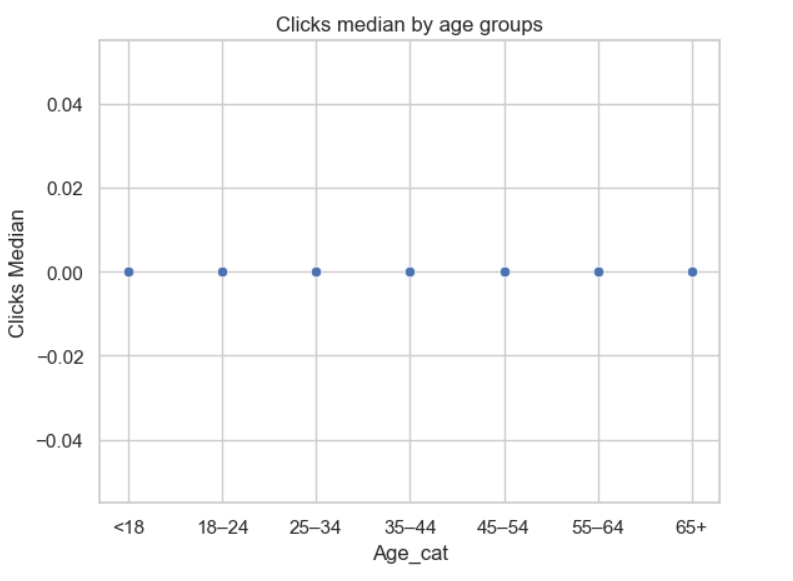 Clicks median by age groups
Clicks Median
0.04
0.02
0.00
−0.02
−0.04
<18 18–24 25–34 35–44 45–54 55–64 65+
Age_cat